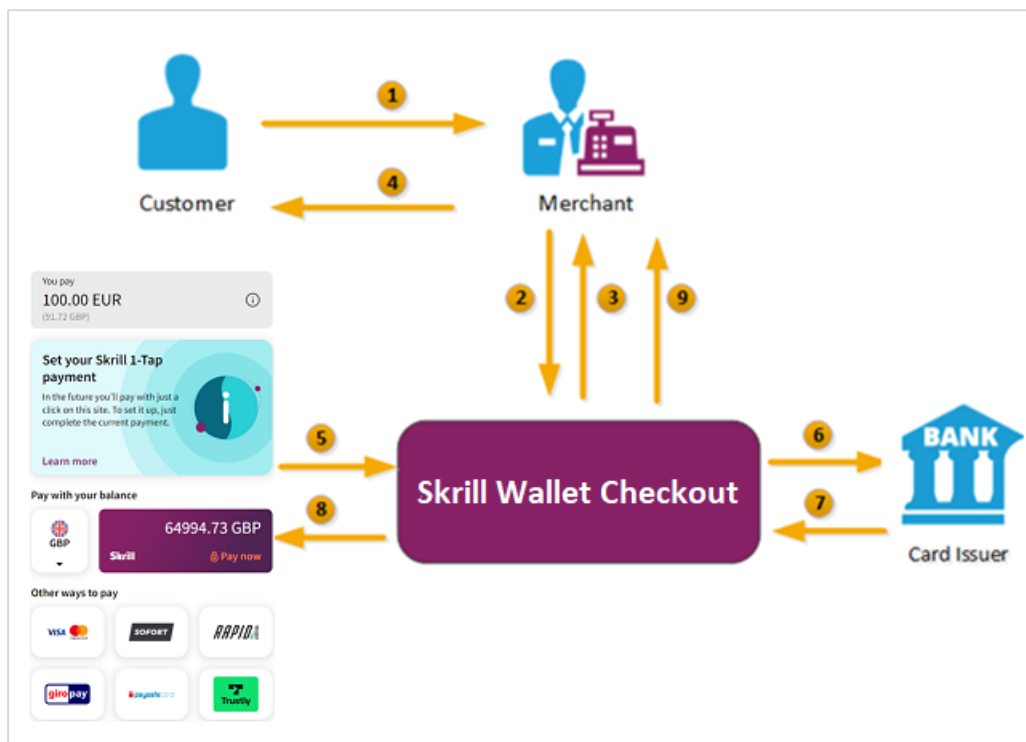 1
4
Customer
Merchant
2
3
9
You pay
100.00 EUR
(91.72 GBP)
Set your Skrill 1-Tap
payment
i
In the future you'll pay with just a
click on this site. To set it up, just
complete the current payment.
Learn more
5
8
Skrill Wallet Checkout
6
7
BANK
Card Issuer
Pay with your balance
GBP
64994.73 GBP
Skrill
Pay now
Other ways to pay
VISA
SOFORT
RAPID
giropay
paysafecard
Trustly